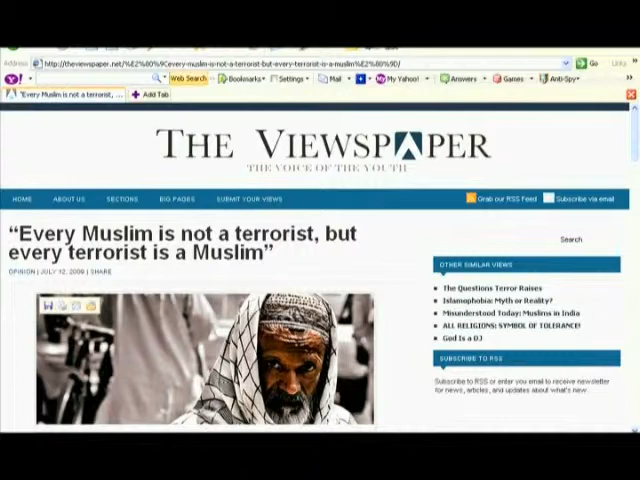 Address http://theviewspaper.net/%E2%80%9Cevery-muslim-is-not-a-terrorist-but-every-terrorist-is-a-muslim%E2%80%9D/ Go Links »
Y! Web Search Bookmarks Settings Mail My Yahoo! Answers Games Anti-Spy »
"Every Muslim is not a terrorist, ... Add Tab
THE VIEWSPAPER
THE VOICE OF THE YOUTH
HOME ABOUT US SECTIONS BIG PAGES SUBMIT YOUR VIEWS Grab our RSS Feed Subscribe via email
“Every Muslim is not a terrorist, but
every terrorist is a Muslim”
OPINION | JULY 12, 2009 | SHARE
Search
OTHER SIMILAR VIEWS
The Questions Terror Raises
Islamophobia: Myth or Reality?
Misunderstood Today: Muslims in India
ALL RELIGIONS: SYMBOL OF TOLERANCE!
God Is a DJ
SUBSCRIBE TO RSS
Subscribe to RSS or enter you email to receive newsletter
for news, articles, and updates about what's new.